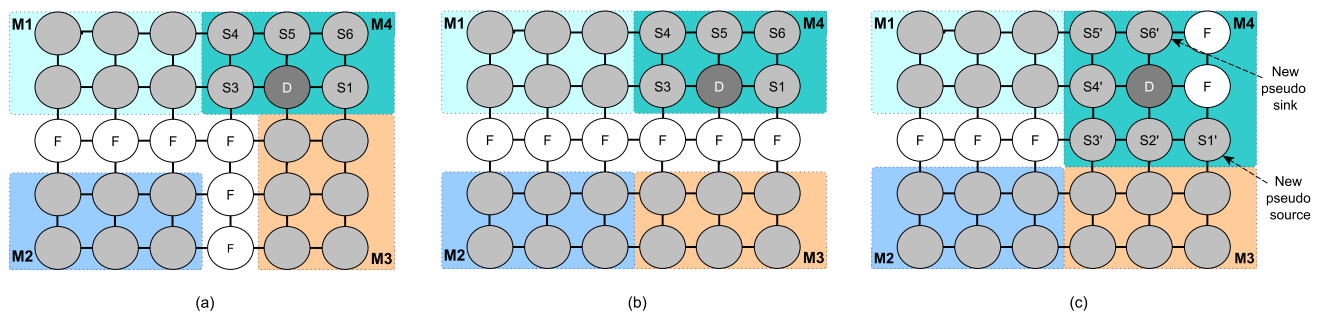 M1 S4 S5 S6 M4
S3 D S1
F F F F
F
M2 F M3
(a)
M1 S4 S5 S6 M4
S3 D S1
F F F F F F
M2 M3
(b)
M1 S5' S6' F M4
S4' D F
F F F S3' S2' S1'
M2 M3
New
pseudo
sink
New
pseudo
source
(c)